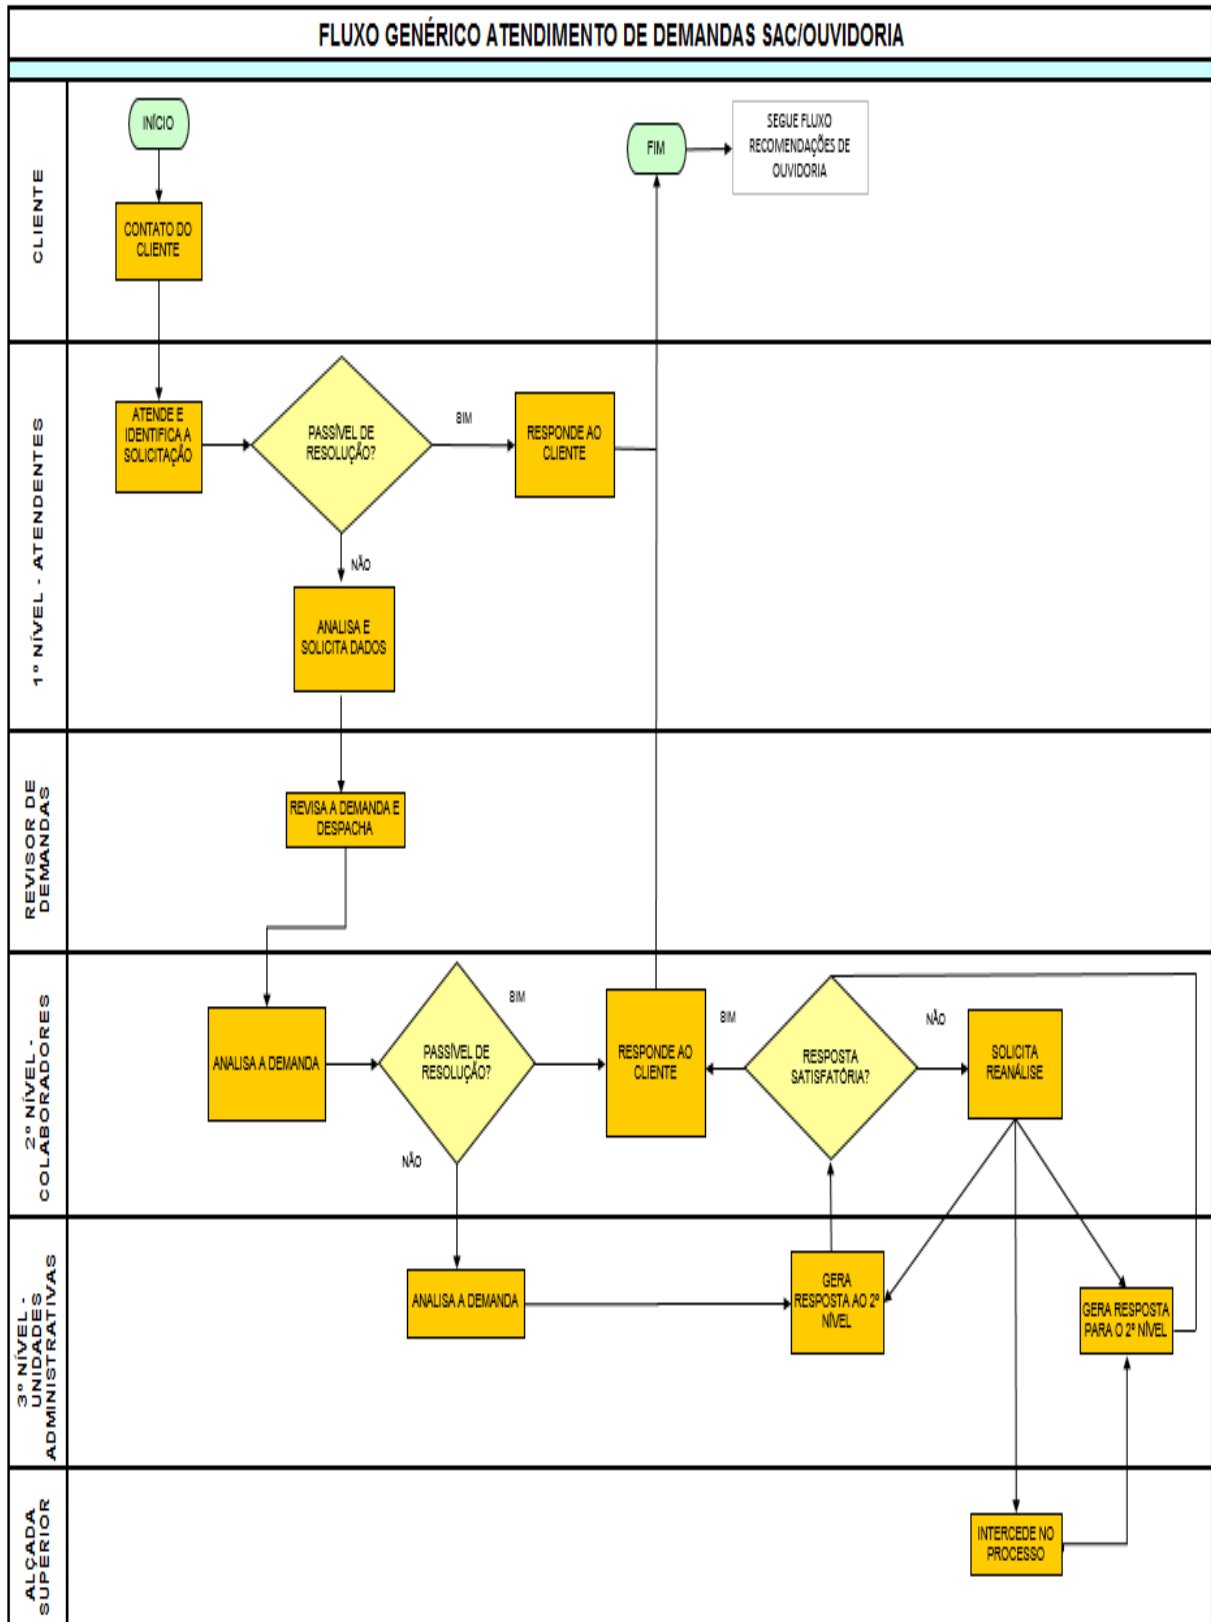 FLUXO GENÉRICO ATENDIMENTO DE DEMANDAS SAC/OUVIDORIA
CLIENTE
INÍCIO
CONTATO DO
CLIENTE
FIM
SEGUE FLUXO
RECOMENDAÇÕES DE
OUVIDORIA
1º NÍVEL - ATENDENTES
ATENDE E
IDENTIFICA A
SOLICITAÇÃO
PASSÍVEL DE
RESOLUÇÃO?
SIM
RESPONDE AO
CLIENTE
NÃO
ANALISA E
SOLICITA DADOS
REVISOR DE
DEMANDAS
REVISA A DEMANDA E
DESPACHA
2º NÍVEL -
COLABORADORES
ANALISA A DEMANDA
PASSÍVEL DE
RESOLUÇÃO?
SIM
NÃO
RESPONDE AO
CLIENTE
SIM
RESPOSTA
SATISFATÓRIA?
NÃO
SOLICITA
REANÁLISE
3º NÍVEL -
UNIDADES
ADMINISTRATIVAS
ANALISA A DEMANDA
GERA
RESPOSTA AO 2º
NÍVEL
GERA RESPOSTA
PARA O 2º NÍVEL
ALÇADA
SUPERIOR
INTERCEDE NO
PROCESSO